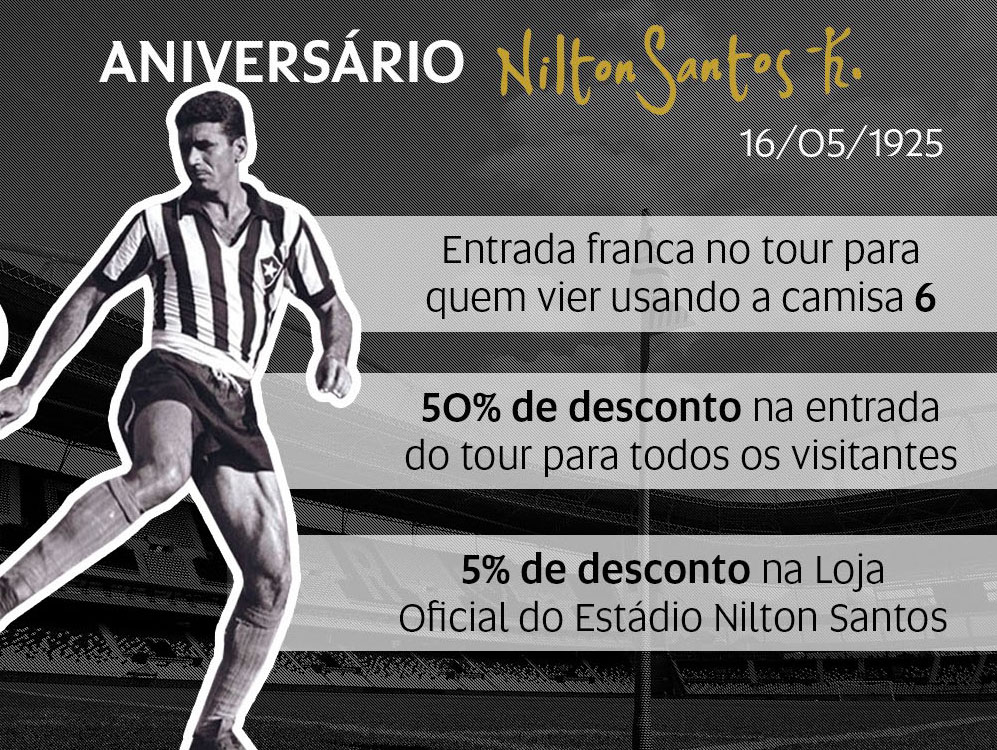 ANIVERSÁRIO Nilton Santos -K.
16/05/1925
Entrada franca no tour para
quem vier usando a camisa 6
50% de desconto na entrada
do tour para todos os visitantes
5% de desconto na Loja
Oficial do Estádio Nilton Santos